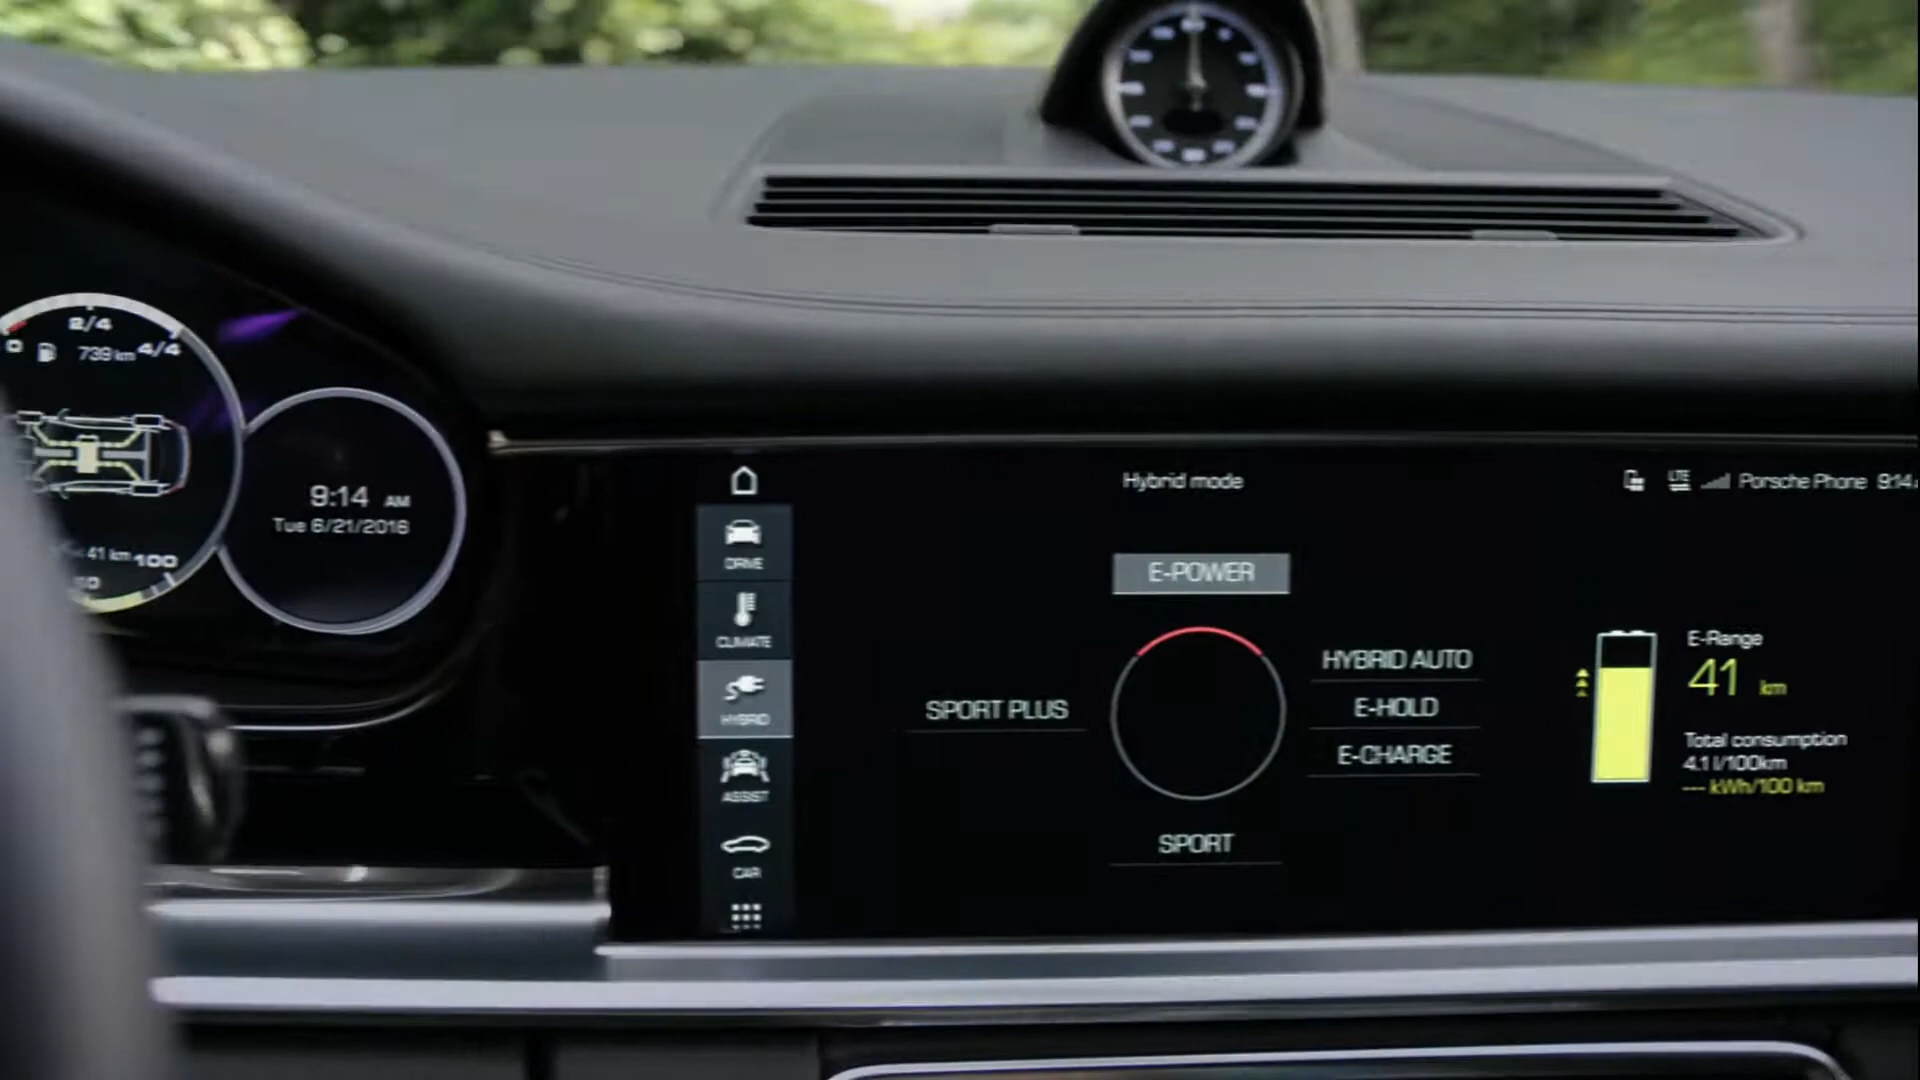 2/4
0
739 km
4/4
41 km
100
9:14 AM
Tue 6/21/2016
DRIVE
CLIMATE
HYBRID
ASSIST
CAR
Hybrid mode
LTE
Porsche Phone 9:14
E-POWER
SPORT PLUS
HYBRID AUTO
E-HOLD
E-CHARGE
SPORT
E-Range
41 km
Total consumption
4.1 l/100km
--- kWh/100 km